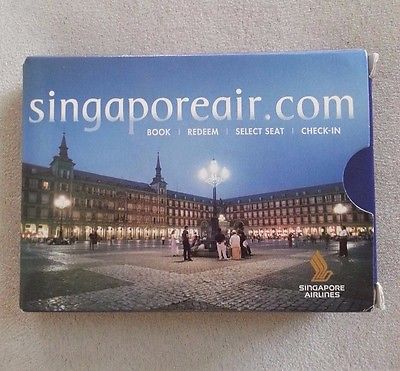 singaporeair.com
BOOK | REDEEM | SELECT SEAT | CHECK-IN
SINGAPORE
AIRLINES